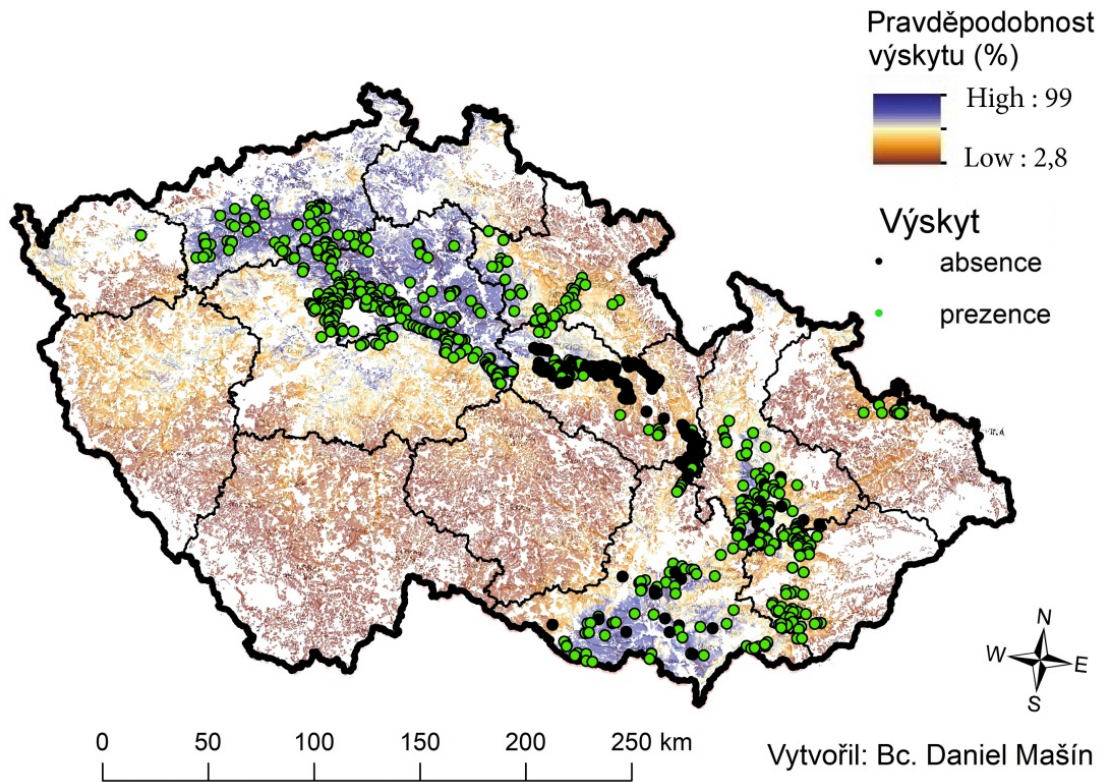 Pravděpodobnost
výskytu (%)
High : 99
Low : 2,8
Výskyt
absence
prezence
N
W E
S
0 50 100 150 200 250 km
Vytvořil: Bc. Daniel Mašín